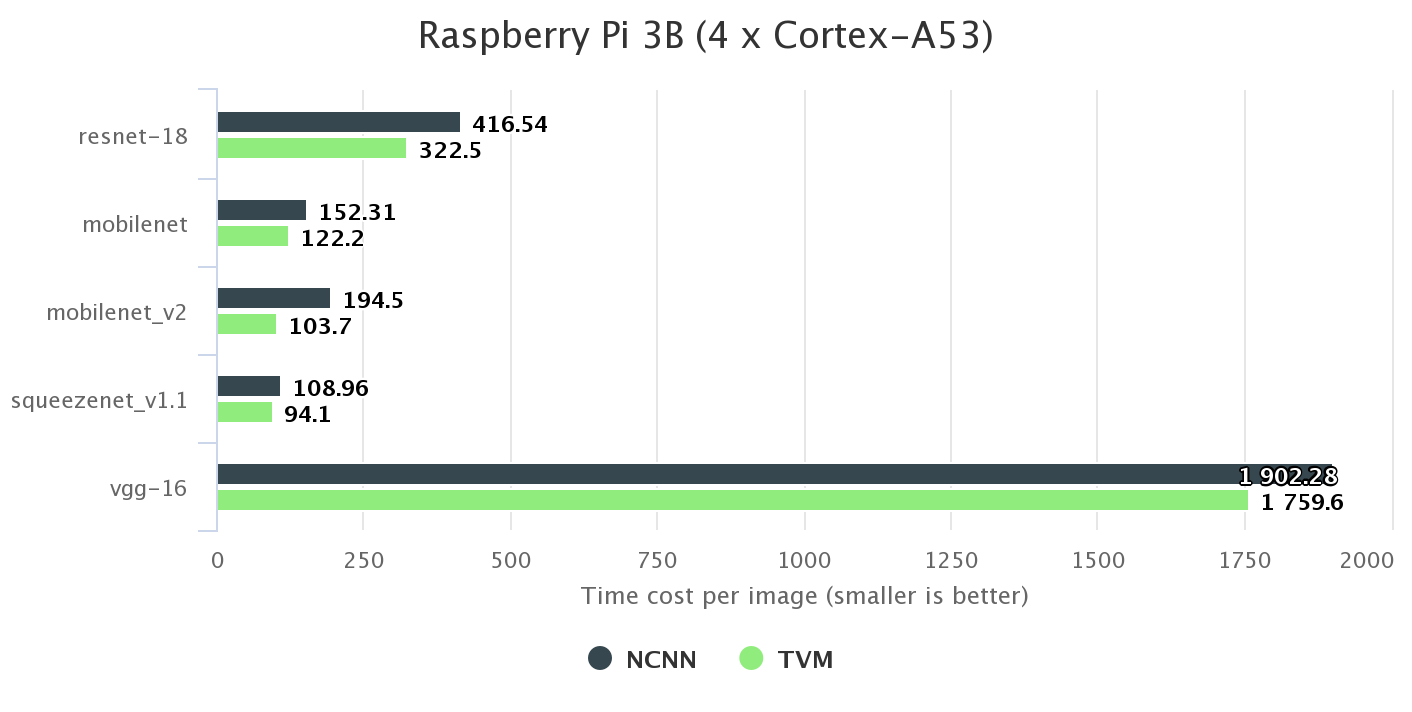 Raspberry Pi 3B (4 x Cortex-A53)
resnet-18
416.54
322.5
mobilenet
152.31
122.2
mobilenet_v2
194.5
103.7
squeezenet_v1.1
108.96
94.1
vgg-16
1 902.28
1 759.6
0 250 500 750 1000 1250 1500 1750 2000
Time cost per image (smaller is better)
NCNN TVM